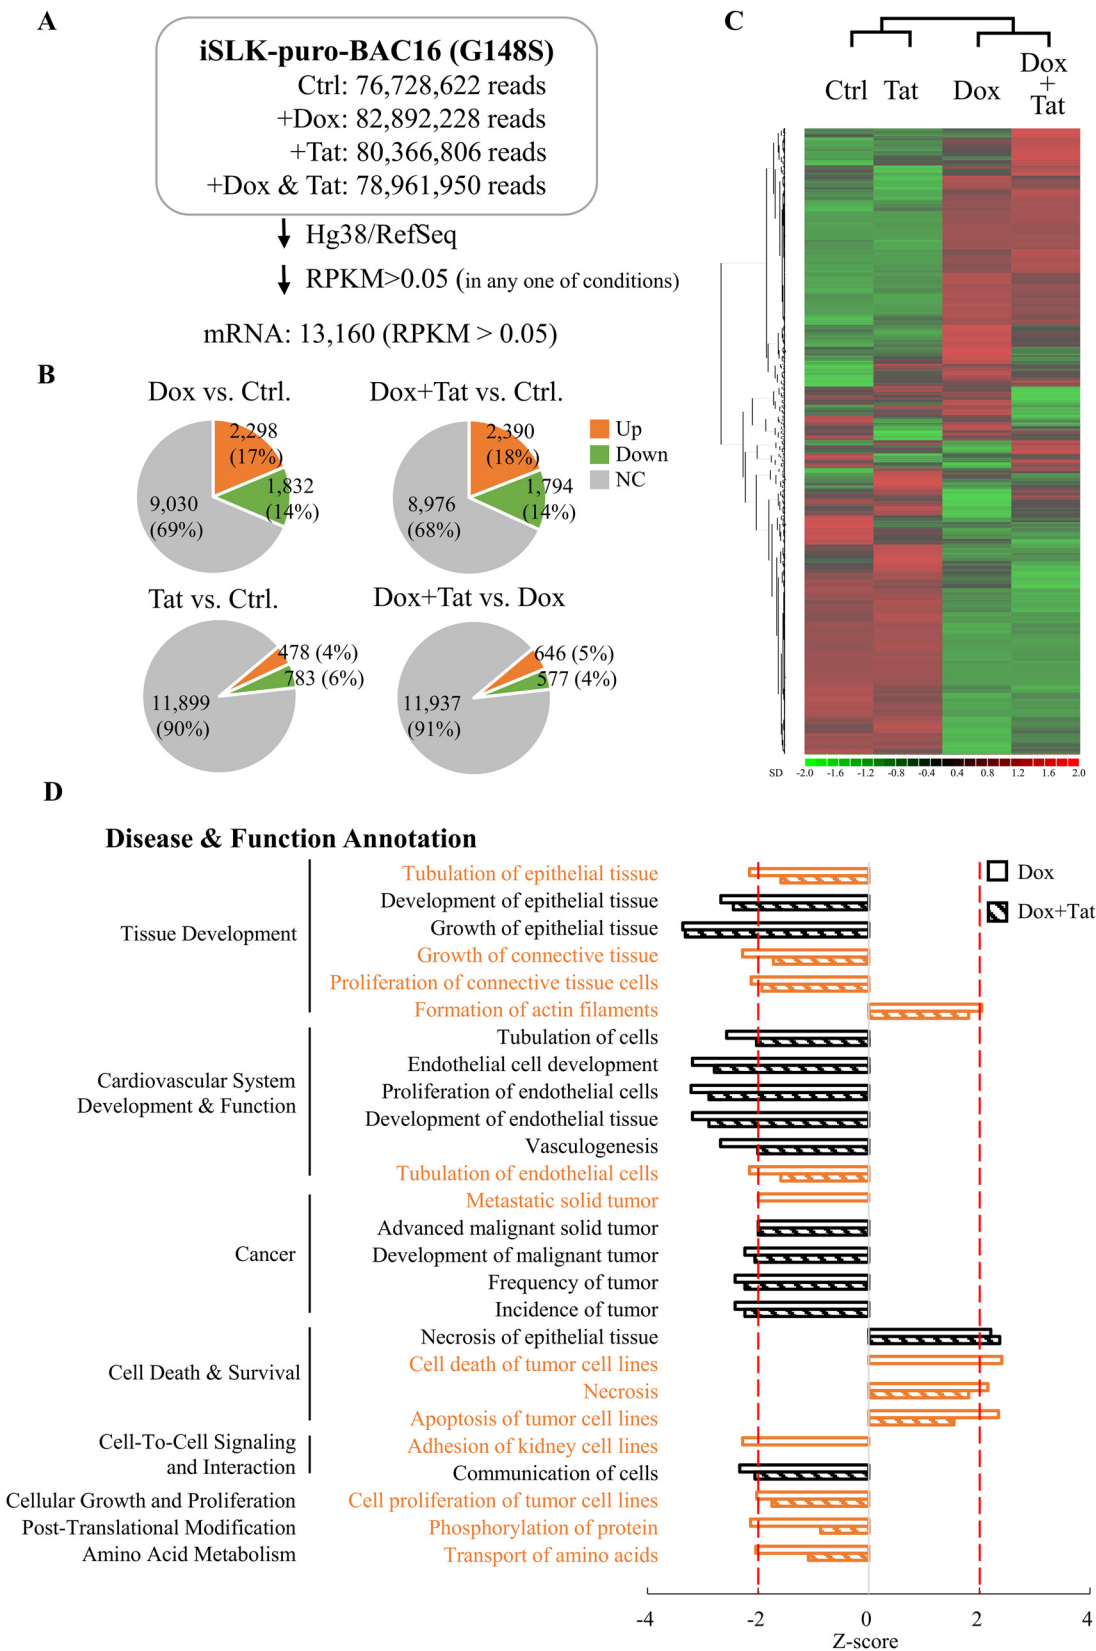 A
iSLK-puro-BAC16 (G148S)
Ctrl: 76,728,622 reads
+Dox: 82,892,228 reads
+Tat: 80,366,806 reads
+Dox & Tat: 78,961,950 reads
Hg38/RefSeq
RPKM>0.05 (in any one of conditions)
mRNA: 13,160 (RPKM > 0.05)
B
Dox vs. Ctrl.
2,298
(17%)
1,832
(14%)
9,030
(69%)
Dox+Tat vs. Ctrl.
2,390
(18%)
1,794
(14%)
8,976
(68%)
Up
Down
NC
Tat vs. Ctrl.
478 (4%)
783 (6%)
11,899
(90%)
Dox+Tat vs. Dox
646 (5%)
577 (4%)
11,937
(91%)
C
Ctrl
Tat
Dox
Dox
+
Tat
SD
-2.0 -1.6 -1.2 -0.8 -0.4 0.4 0.8 1.2 1.6 2.0
D
Disease & Function Annotation
Dox
Dox+Tat
Tissue Development
Tubulation of epithelial tissue
Development of epithelial tissue
Growth of epithelial tissue
Growth of connective tissue
Proliferation of connective tissue cells
Formation of actin filaments
Cardiovascular System
Development & Function
Tubulation of cells
Endothelial cell development
Proliferation of endothelial cells
Development of endothelial tissue
Vasculogenesis
Tubulation of endothelial cells
Cancer
Metastatic solid tumor
Advanced malignant solid tumor
Development of malignant tumor
Frequency of tumor
Incidence of tumor
Cell Death & Survival
Necrosis of epithelial tissue
Cell death of tumor cell lines
Necrosis
Apoptosis of tumor cell lines
Cell-To-Cell Signaling
and Interaction
Adhesion of kidney cell lines
Communication of cells
Cellular Growth and Proliferation
Cell proliferation of tumor cell lines
Post-Translational Modification
Phosphorylation of protein
Amino Acid Metabolism
Transport of amino acids
-4 -2 0 2 4
Z-score